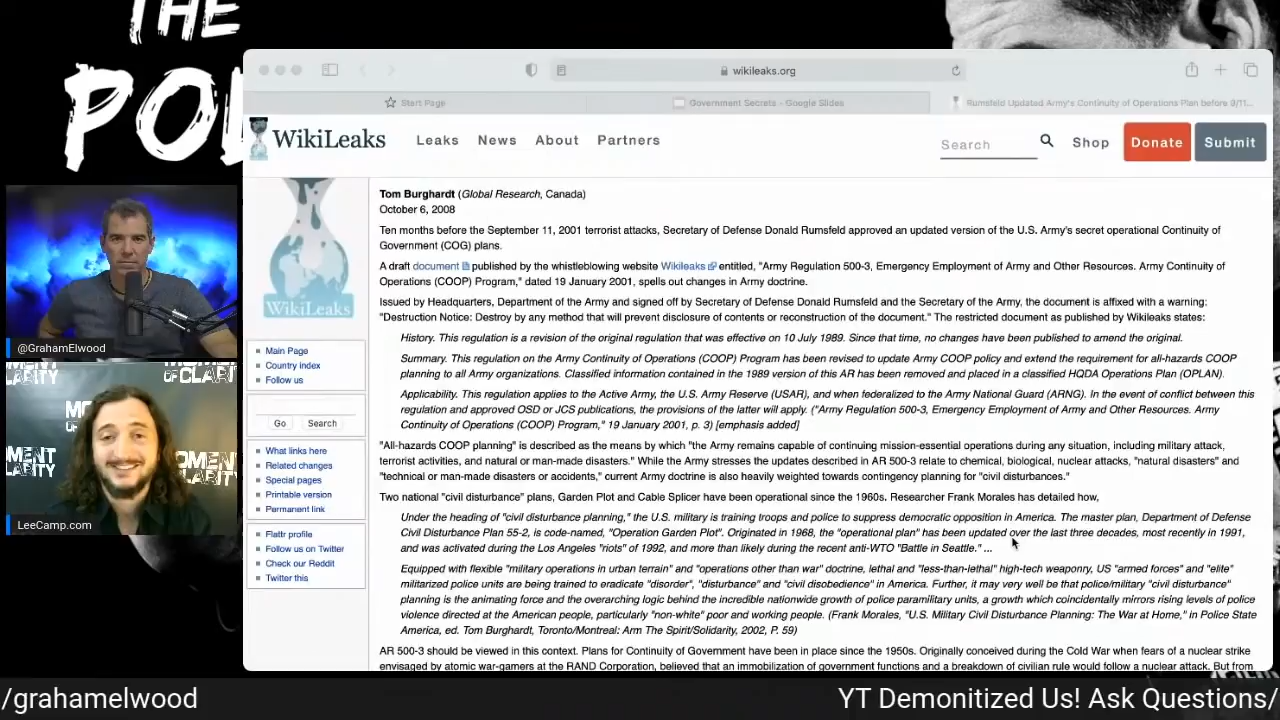 THE
POL
wikileaks.org
Start Page
Government Secrets - Google Slides
Rumsfeld Updated Army's Continuity of Operations Plan before 9/11...
WikiLeaks
Leaks News About Partners
Search
Shop
Donate
Submit
Tom Burghardt (Global Research, Canada)
October 6, 2008
Ten months before the September 11, 2001 terrorist attacks, Secretary of Defense Donald Rumsfeld approved an updated version of the U.S. Army's secret operational Continuity of
Government (COG) plans.
A draft document published by the whistleblowing website Wikileaks entitled, "Army Regulation 500-3, Emergency Employment of Army and Other Resources. Army Continuity of
Operations (COOP) Program," dated 19 January 2001, spells out changes in Army doctrine.
Issued by Headquarters, Department of the Army and signed off by Secretary of Defense Donald Rumsfeld and the Secretary of the Army, the document is affixed with a warning:
"Destruction Notice: Destroy by any method that will prevent disclosure of contents or reconstruction of the document." The restricted document as published by Wikileaks states:
History. This regulation is a revision of the original regulation that was effective on 10 July 1989. Since that time, no changes have been published to amend the original.
Summary. This regulation on the Army Continuity of Operations (COOP) Program has been revised to update Army COOP policy and extend the requirement for all-hazards COOP
planning to all Army organizations. Classified information contained in the 1989 version of this AR has been removed and placed in a classified HQDA Operations Plan (OPLAN).
Applicability. This regulation applies to the Active Army, the U.S. Army Reserve (USAR), and when federalized to the Army National Guard (ARNG). In the event of conflict between this
regulation and approved OSD or JCS publications, the provisions of the latter will apply. ("Army Regulation 500-3, Emergency Employment of Army and Other Resources. Army
Continuity of Operations (COOP) Program," 19 January 2001, p. 3) [emphasis added]
"All-hazards COOP planning" is described as the means by which "the Army remains capable of continuing mission-essential operations during any situation, including military attack,
terrorist activities, and natural or man-made disasters." While the Army stresses the updates described in AR 500-3 relate to chemical, biological, nuclear attacks, "natural disasters" and
"technical or man-made disasters or accidents," current Army doctrine is also heavily weighted towards contingency planning for "civil disturbances."
Two national "civil disturbance" plans, Garden Plot and Cable Splicer have been operational since the 1960s. Researcher Frank Morales has detailed how,
Under the heading of "civil disturbance planning," the U.S. military is training troops and police to suppress democratic opposition in America. The master plan, Department of Defense
Civil Disturbance Plan 55-2, is code-named, "Operation Garden Plot". Originated in 1968, the "operational plan" has been updated over the last three decades, most recently in 1991,
and was activated during the Los Angeles "riots" of 1992, and more than likely during the recent anti-WTO "Battle in Seattle." ...
Equipped with flexible "military operations in urban terrain" and "operations other than war" doctrine, lethal and "less-than-lethal" high-tech weaponry, US "armed forces" and "elite"
militarized police units are being trained to eradicate "disorder", "disturbance" and "civil disobedience" in America. Further, it may very well be that police/military "civil disturbance"
planning is the animating force and the overarching logic behind the incredible nationwide growth of police paramilitary units, a growth which coincidentally mirrors rising levels of police
violence directed at the American people, particularly "non-white" poor and working people. (Frank Morales, "U.S. Military Civil Disturbance Planning: The War at Home," in Police State
America, ed. Tom Burghardt, Toronto/Montreal: Arm The Spirit/Solidarity, 2002, P. 59)
AR 500-3 should be viewed in this context. Plans for Continuity of Government have been in place since the 1950s. Originally conceived during the Cold War when fears of a nuclear strike
envisaged by atomic war-gamers at the RAND Corporation, believed that an immobilization of government functions and a breakdown of civilian rule would follow a nuclear attack. But from
WikiLeaks
Main Page
Country index
Follow us
Go
Search
What links here
Related changes
Special pages
Printable version
Permanent link
Flattr profile
Follow us on Twitter
Check our Reddit
Twitter this
@GrahamElwood
LeeCamp.com
/grahamelwood
YT Demonitized Us! Ask Questions/